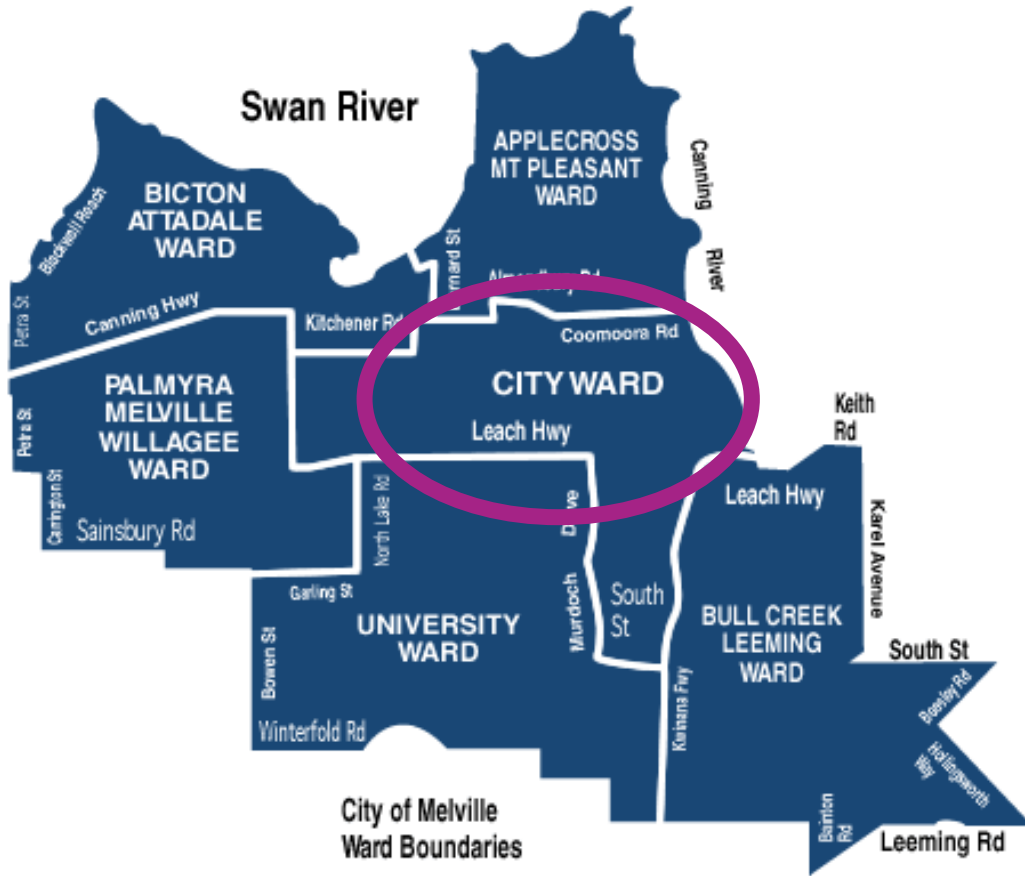 Swan River
APPLECROSS
MT PLEASANT
WARD
Canning
River
BICTON
ATTADALE
WARD
Blackwall Reach
Petra St
Canning Hwy
Kitchener Rd
Coomoora Rd
PALMYRA
MELVILLE
WILLAGEE
WARD
CITY WARD
Leach Hwy
Petra St
Carrington St
Sainsbury Rd
North Lake Rd
Keith
Rd
Leach Hwy
Karel Avenue
Garling St
UNIVERSITY
WARD
Murdoch
South
St
BULL CREEK
LEEMING
WARD
South St
Bowen St
Winterfold Rd
Kwinana Fwy
Beasley Rd
Hollingsworth
Way
Bainton
Rd
Leeming Rd
City of Melville
Ward Boundaries